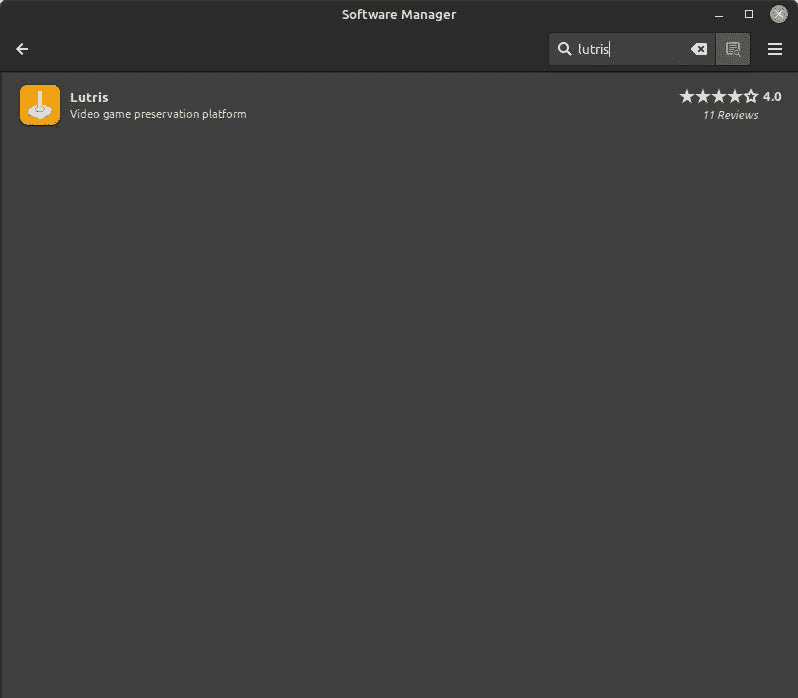 Software Manager
lutris
Lutris
Video game preservation platform
4.0
11 Reviews